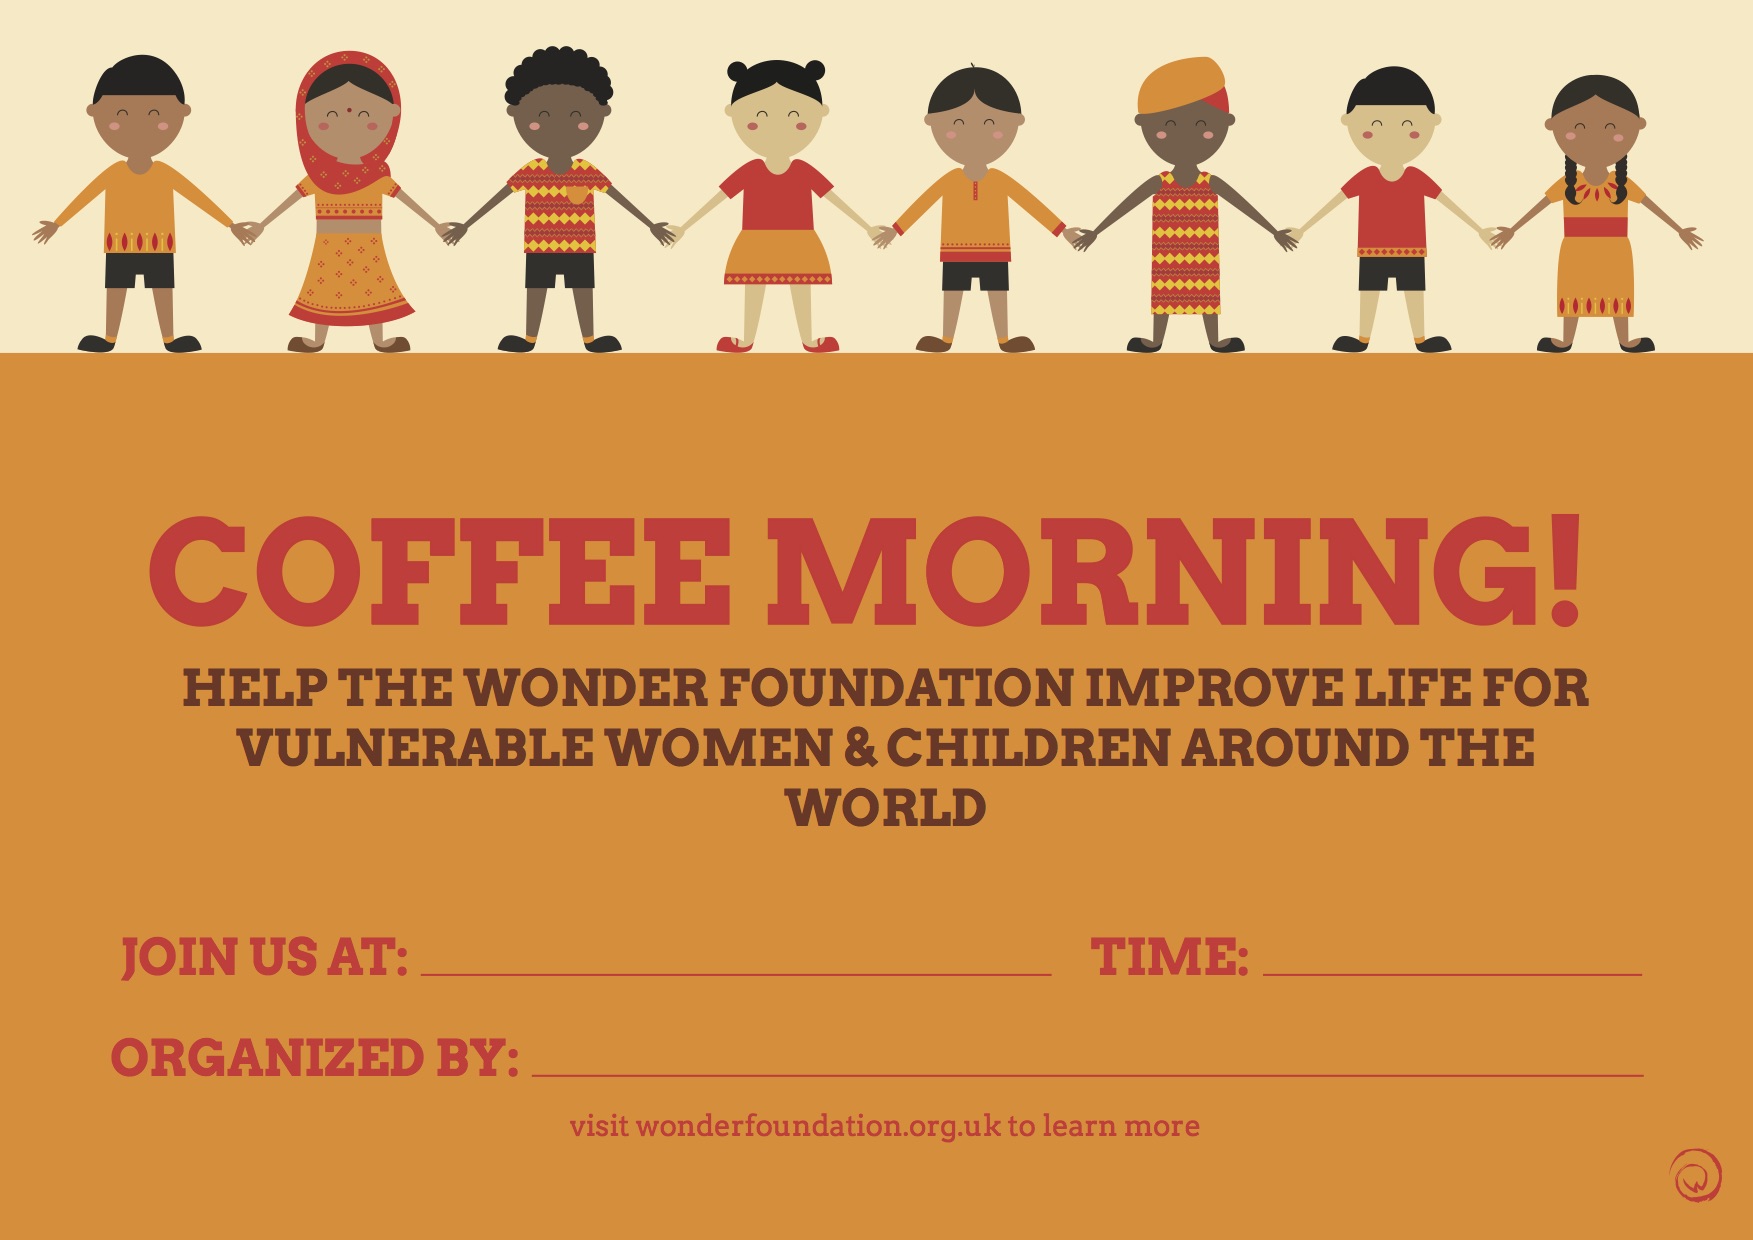 COFFEE MORNING!
HELP THE WONDER FOUNDATION IMPROVE LIFE FOR
VULNERABLE WOMEN & CHILDREN AROUND THE
WORLD
JOIN US AT: TIME:
ORGANIZED BY:
visit wonderfoundation.org.uk to learn more